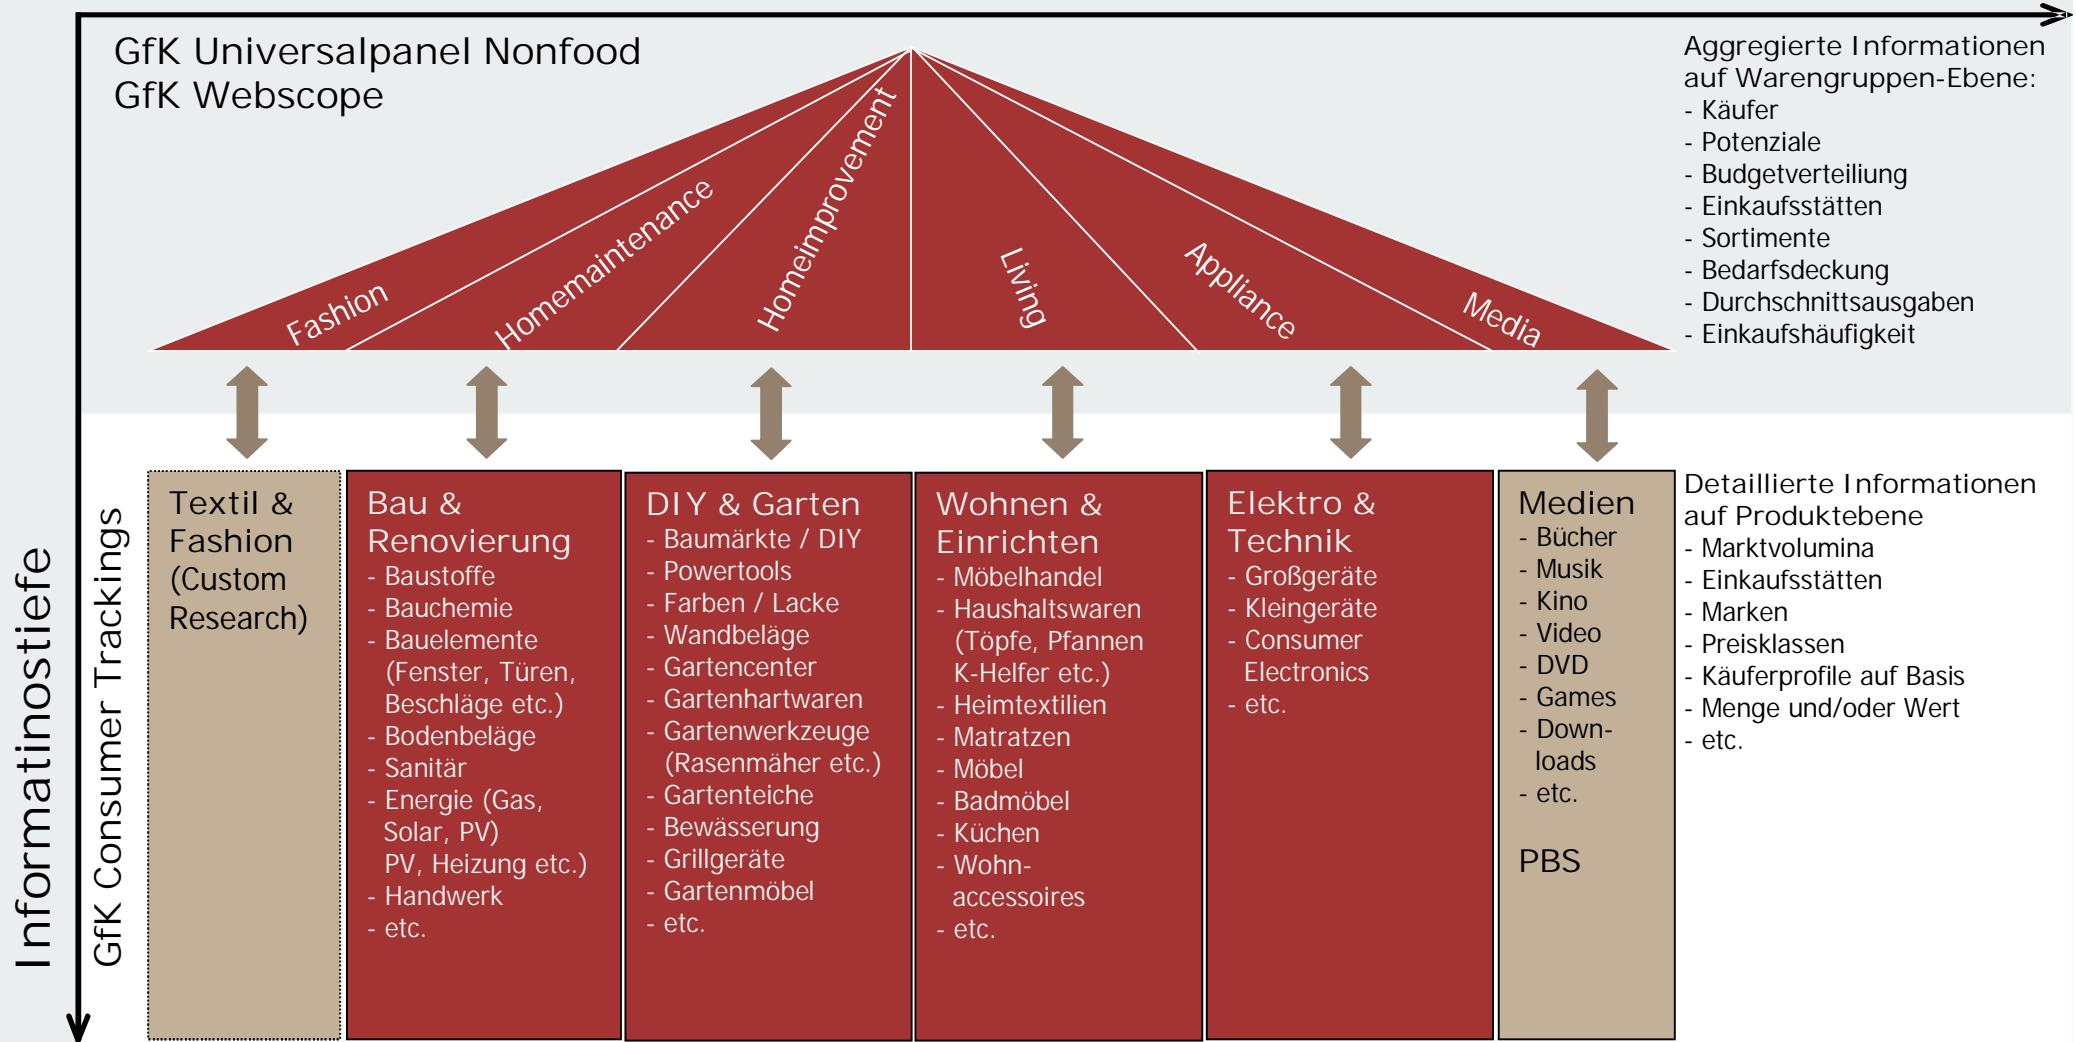 GfK Universalpanel Nonfood
GfK Webscope
Aggregierte Informationen
auf Warengruppen-Ebene:
- Käufer
- Potenziale
- Budgetverteiliung
- Einkaufsstätten
- Sortimente
- Bedarfsdeckung
- Durchschnittsausgaben
- Einkaufshäufigkeit
Fashion
Homemaintenance
Homeimprovement
Living
Appliance
Media
Informatinostiefe
GfK Consumer Trackings
Textil &
Fashion
(Custom
Research)
Bau &
Renovierung
- Baustoffe
- Bauchemie
- Bauelemente
(Fenster, Türen,
Beschläge etc.)
- Bodenbeläge
- Sanitär
- Energie (Gas,
Solar, PV)
PV, Heizung etc.)
- Handwerk
- etc.
DIY & Garten
- Baumärkte / DIY
- Powertools
- Farben / Lacke
- Wandbeläge
- Gartencenter
- Gartenhartwaren
- Gartenwerkzeuge
(Rasenmäher etc.)
- Gartenteiche
- Bewässerung
- Grillgeräte
- Gartenmöbel
- etc.
Wohnen &
Einrichten
- Möbelhandel
- Haushaltswaren
(Töpfe, Pfannen
K-Helfer etc.)
- Heimtextilien
- Matratzen
- Möbel
- Badmöbel
- Küchen
- Wohn-
accessoires
- etc.
Elektro &
Technik
- Großgeräte
- Kleingeräte
- Consumer
Electronics
- etc.
Medien
- Bücher
- Musik
- Kino
- Video
- DVD
- Games
- Down-
loads
- etc.
PBS
Detaillierte Informationen
auf Produktebene
- Marktvolumina
- Einkaufsstätten
- Marken
- Preisklassen
- Käuferprofile auf Basis
- Menge und/oder Wert
- etc.